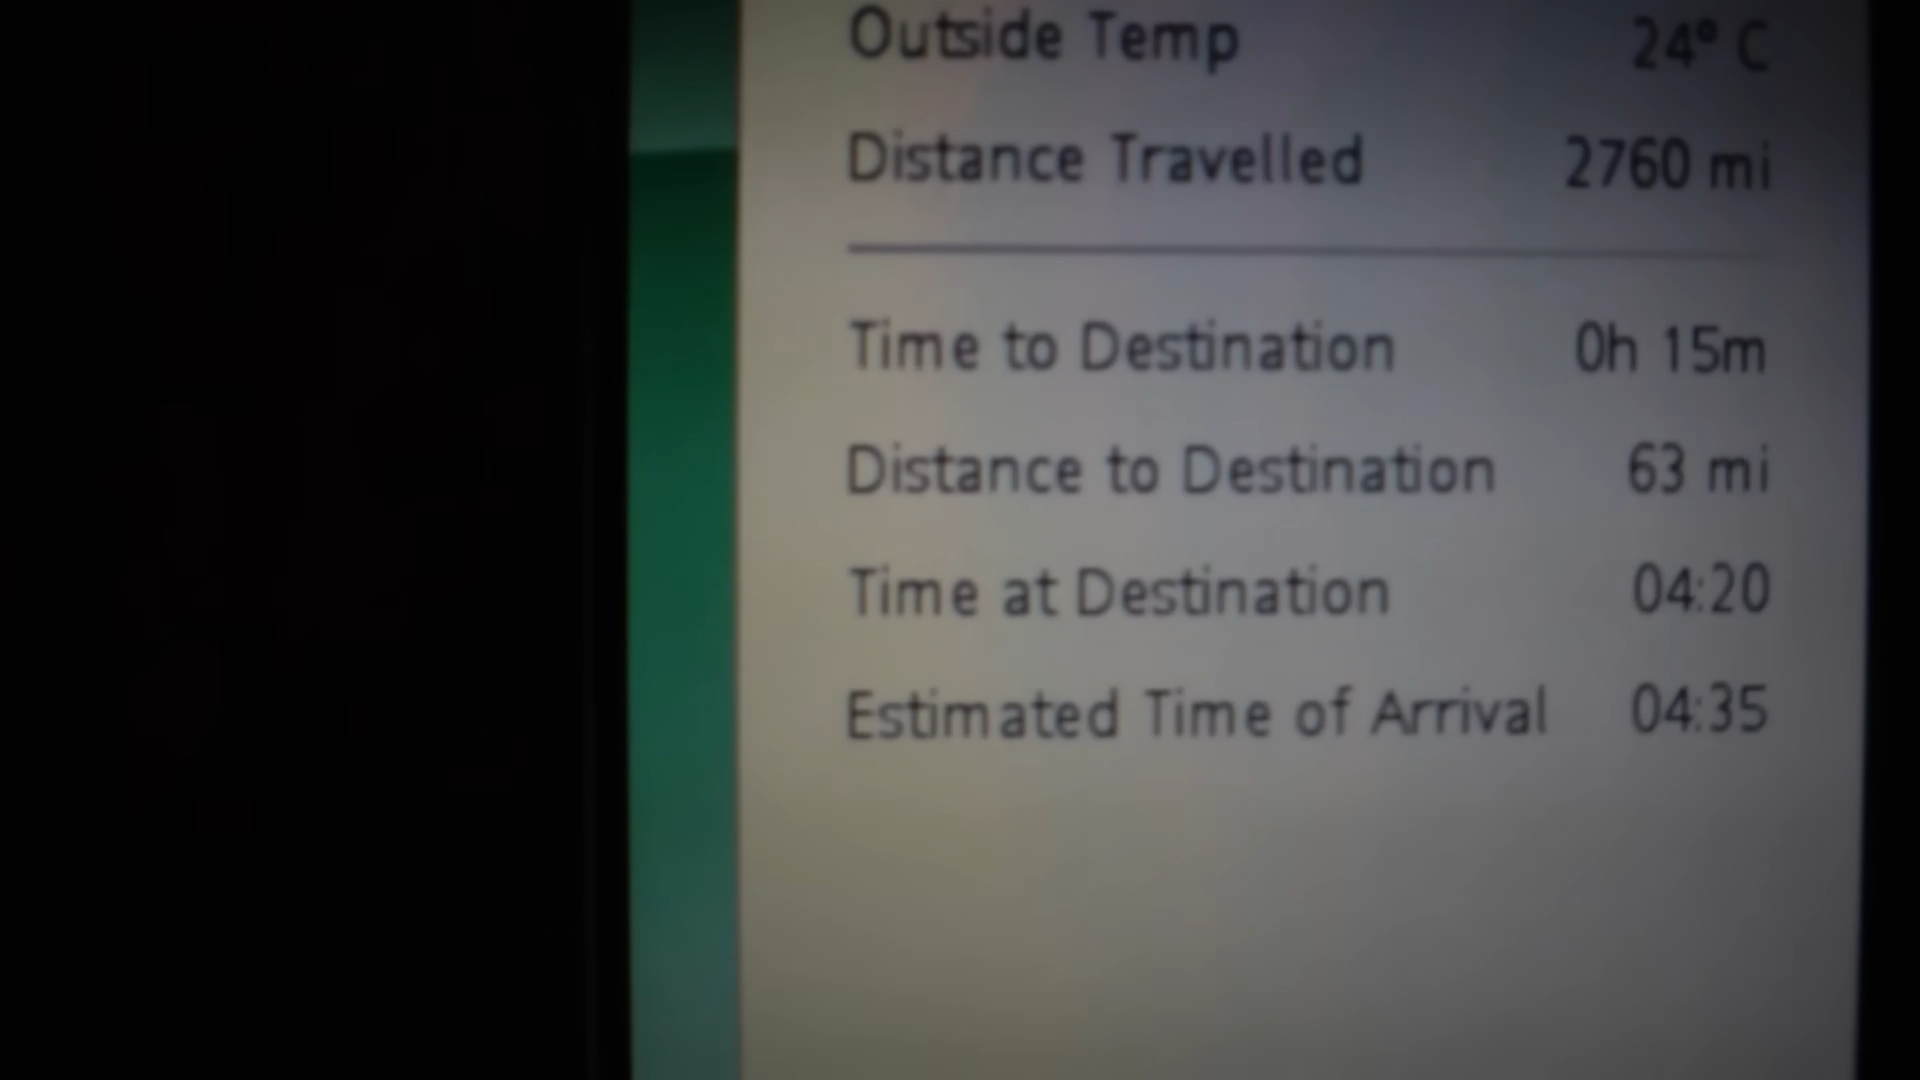 Outside Temp 24° C
Distance Travelled 2760 mi
Time to Destination 0h 15m
Distance to Destination 63 mi
Time at Destination 04:20
Estimated Time of Arrival 04:35